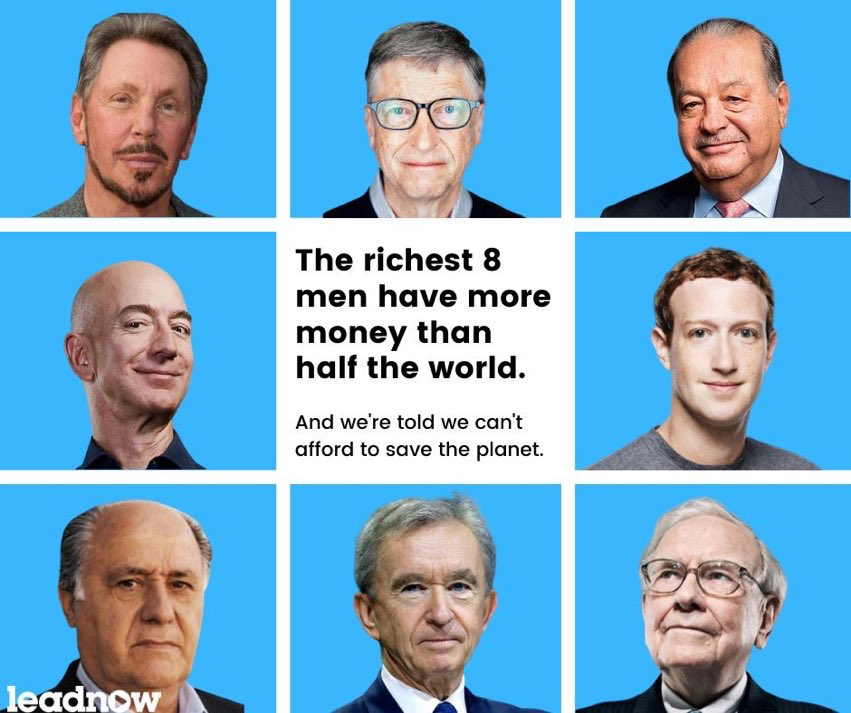 The richest 8
men have more
money than
half the world.
And we're told we can't
afford to save the planet.
leadnow